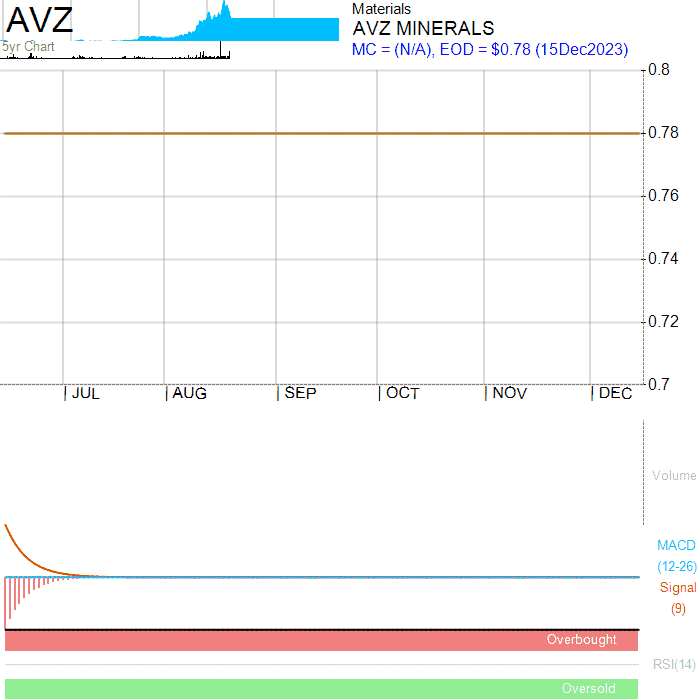 AVZ
5yr Chart
Materials
AVZ MINERALS
MC = (N/A), EOD = $0.78 (15Dec2023)
0.8
0.78
0.76
0.74
0.72
0.7
JUL AUG SEP OCT NOV DEC
Volume
MACD
(12-26)
Signal
(9)
Overbought
RSI(14)
Oversold